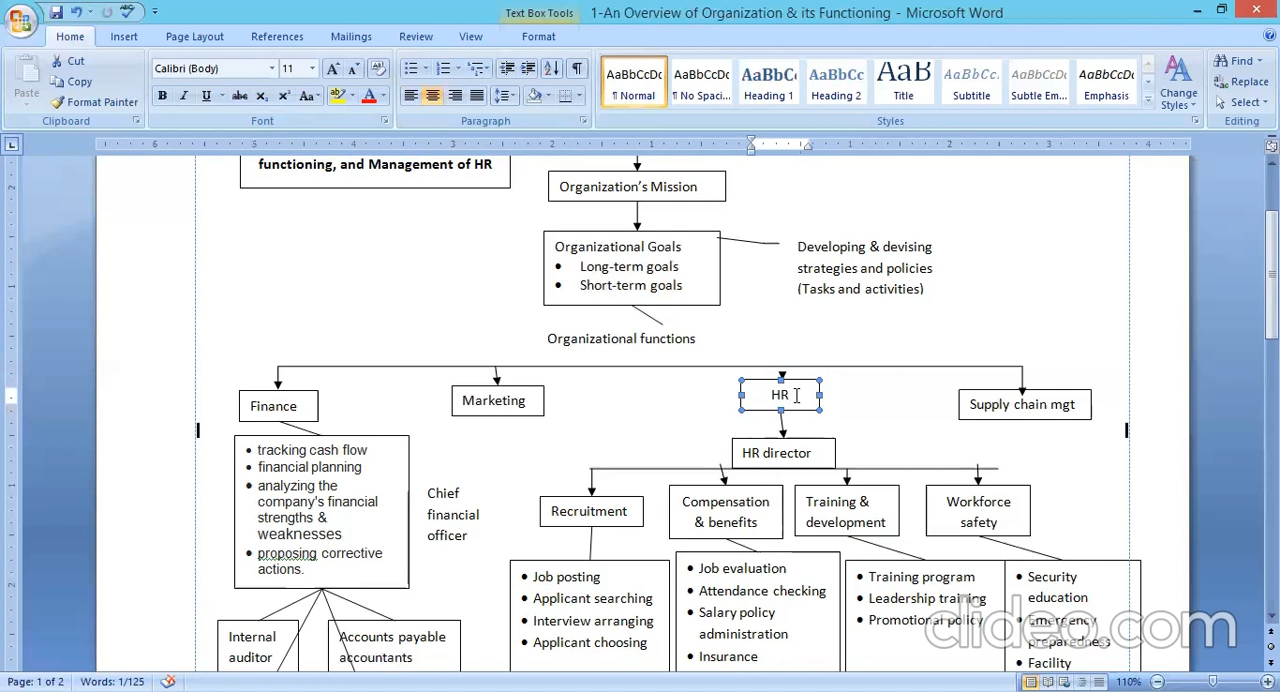 Text Box Tools
1-An Overview of Organization & its Functioning - Microsoft Word
Home Insert Page Layout References Mailings Review View Format
Cut
Copy
Format Painter
Paste
Clipboard
Calibri (Body) 11
Font
Paragraph
AaBbCcDc AaBbCcDc AaBbC AaBbCc AaB AaBbCc. AaBbCcDc AaBbCcDc
¶ Normal ¶ No Spaci... Heading 1 Heading 2 Title Subtitle Subtle Em... Emphasis
Change
Styles
Styles
Find
Replace
Select
Editing
functioning, and Management of HR
Organization's Mission
Organizational Goals
• Long-term goals
• Short-term goals
Developing & devising
strategies and policies
(Tasks and activities)
Organizational functions
Finance
Marketing
HR
Supply chain mgt
• tracking cash flow
• financial planning
• analyzing the
company's financial
strengths &
weaknesses
• proposing corrective
actions.
Chief
financial
officer
HR director
Recruitment
Compensation
& benefits
Training &
development
Workforce
safety
• Job posting
• Applicant searching
• Interview arranging
• Applicant choosing
• Job evaluation
• Attendance checking
• Salary policy
administration
• Insurance
• Training program
• Leadership training
• Promotional policy
• Security
education
• Emergency
preparedness
• Facility
Internal
auditor
Accounts payable
accountants
clideo.com
Page: 1 of 2 Words: 1/125 110%